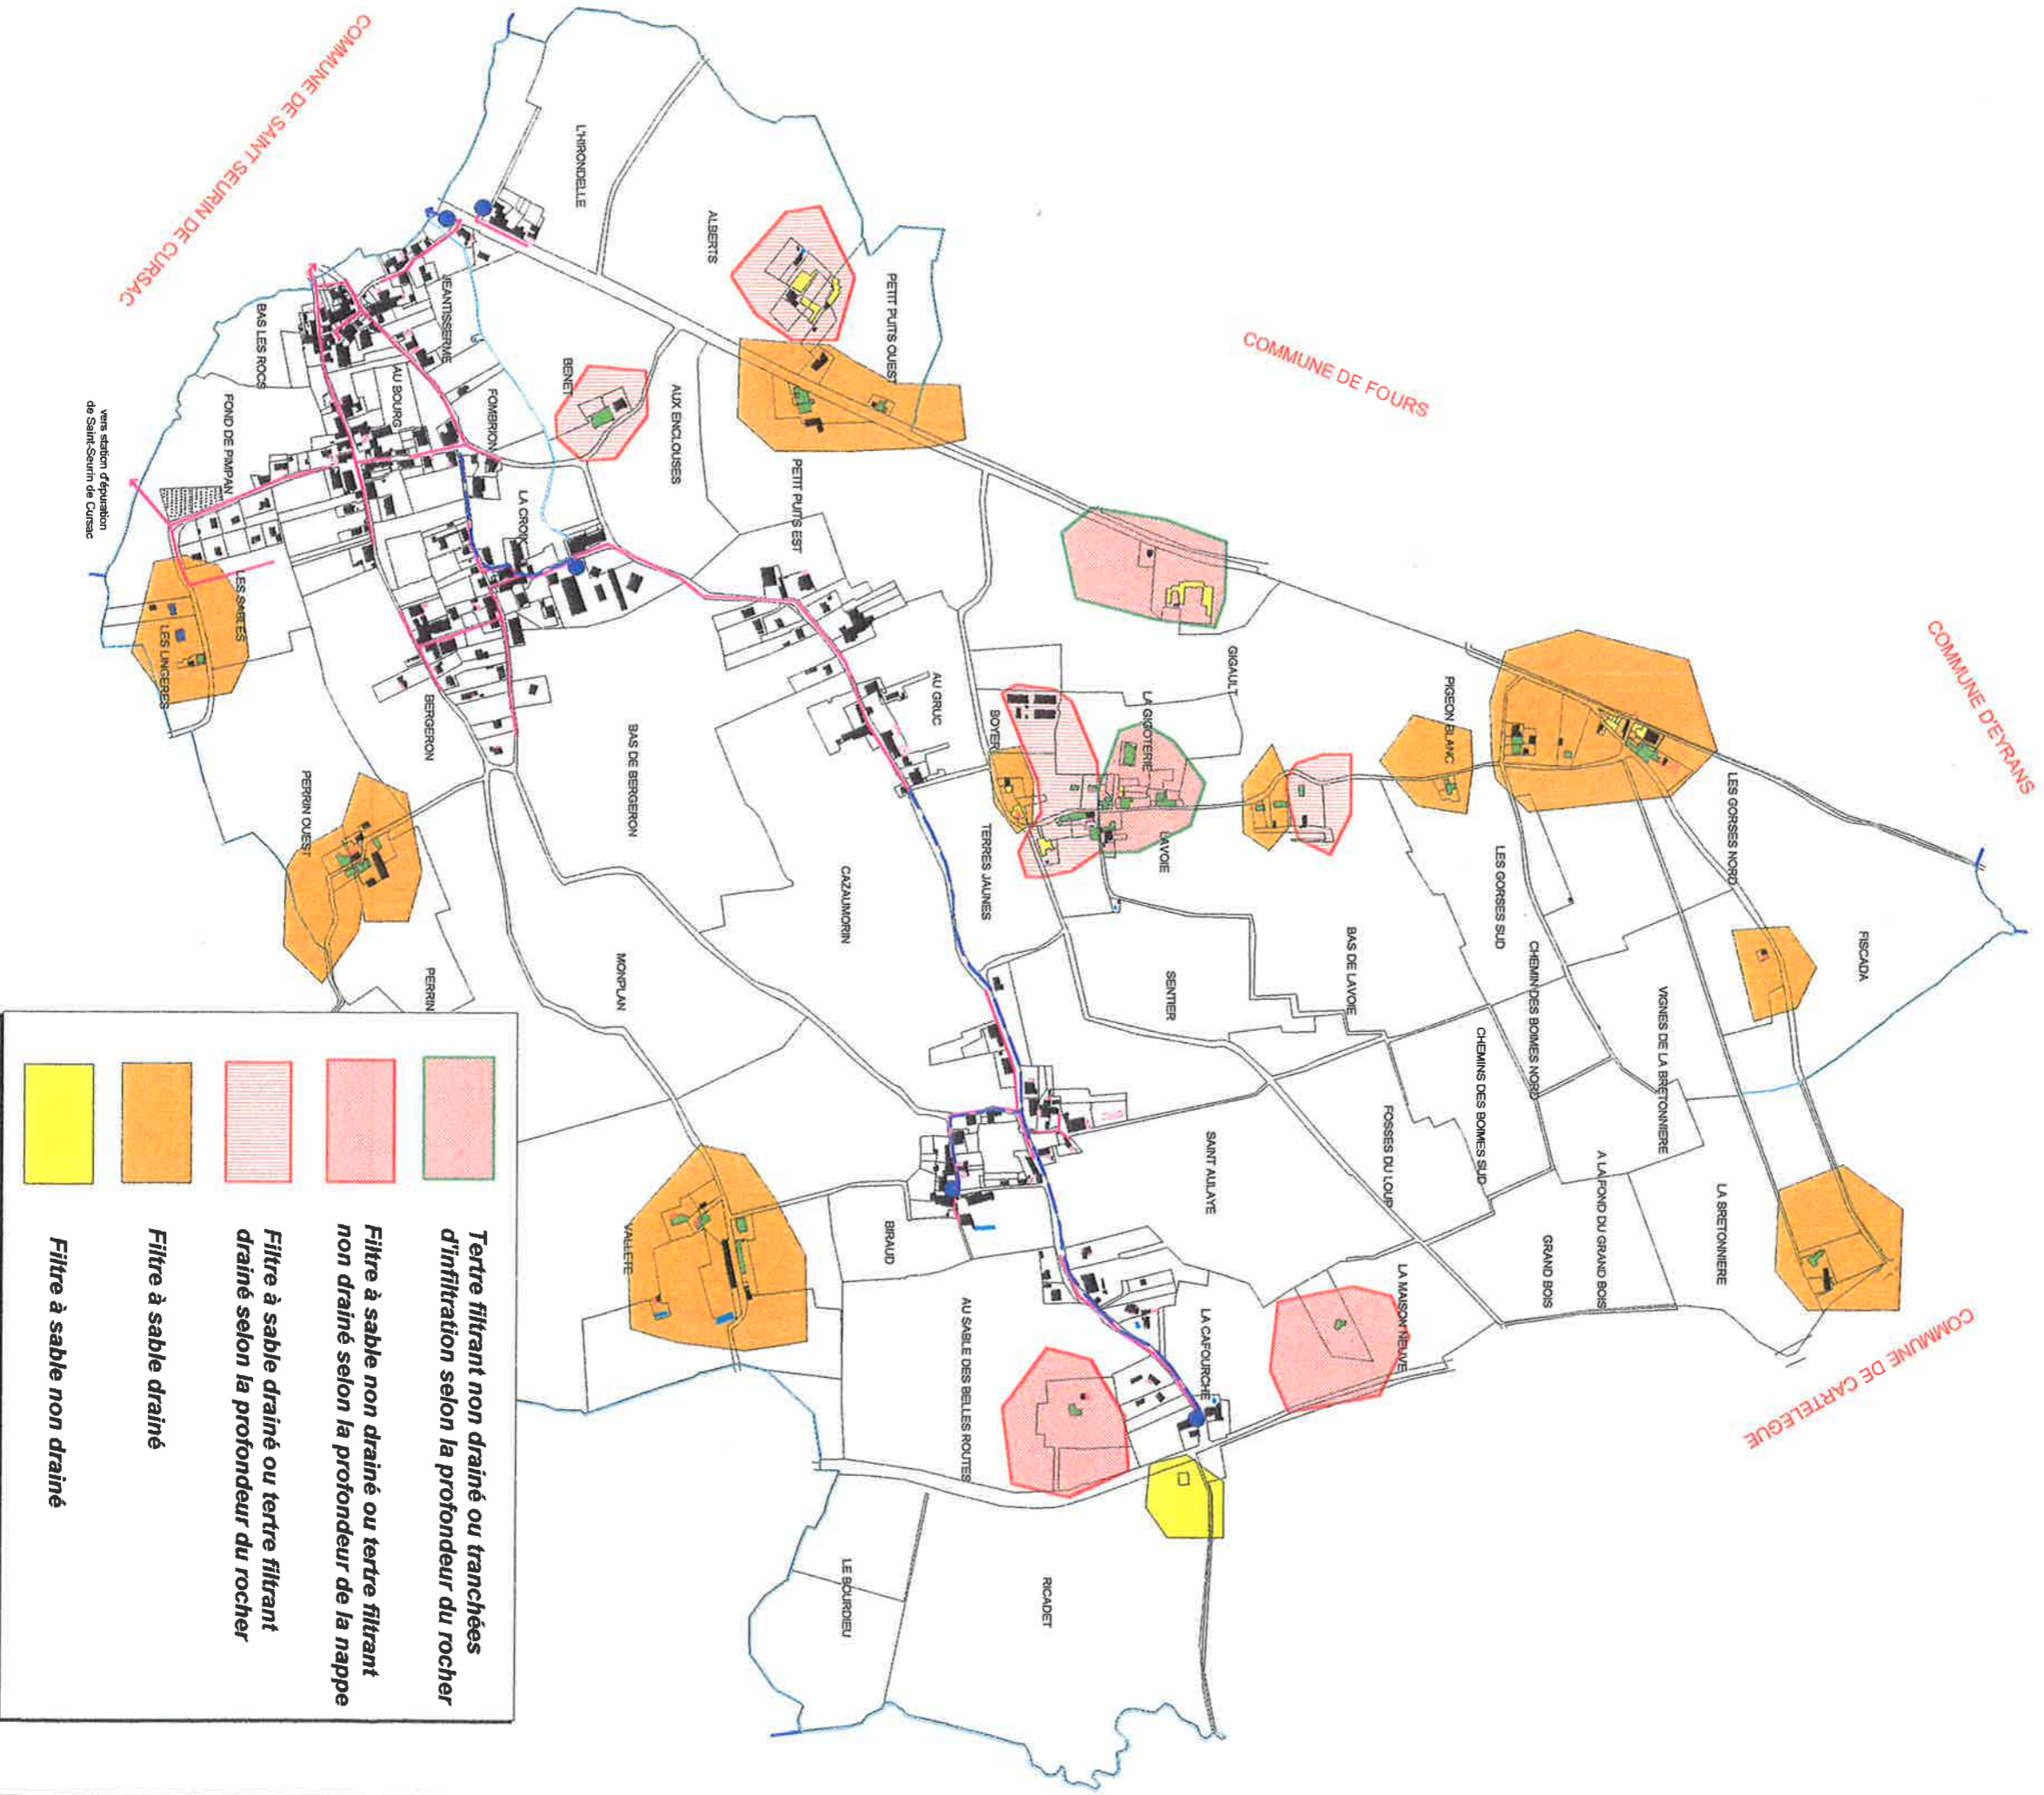 COMMUNE DE SAINT SEURIN DE CURSAC
COMMUNE DE FOURS
COMMUNE D'EYRANS
COMMUNE DE CARTELEGUE
L'HIRONDELLE
ALBERTS
PETIT PUITS OUEST
JEANTISSERME
BENET
AUX ENCLOUSES
BAS LES ROCS
AU BOURG
FOMBRION
PETIT PUITS EST
FOND DE PIMPAN
LA CROIX
vers station d'épuration
de Saint-Seurin de Cursac
LES SABLES
LES LINGERES
BERGERON
BAS DE BERGERON
AU GRUC
BOYER
GIGAULT
LA GIGOTERIE
LAVOIE
PIGEON BLANC
LES GORSES NORD
LES GORSES SUD
FISCADA
PERRIN OUEST
PERRIN
MONPLAN
CAZAUMORIN
TERRES JAUNES
SENTIER
BAS DE LAVOIE
CHEMIN DES BOIMES NORD
CHEMINS DES BOIMES SUD
VIGNES DE LA BRETONNIERE
FOSSES DU LOUP
A LA FOND DU GRAND BOIS
LA BRETONNIERE
GRAND BOIS
SAINT AULAYE
LA MAISON NEUVE
VALLETE
BIRAUD
AU SABLE DES BELLES ROUTES
LA CAFOURCHE
LE BOURDIEU
RICADET
Tertre filtrant non drainé ou tranchées
d'infiltration selon la profondeur du rocher
Filtre à sable non drainé ou tertre filtrant
non drainé selon la profondeur de la nappe
Filtre à sable drainé ou tertre filtrant
drainé selon la profondeur du rocher
Filtre à sable drainé
Filtre à sable non drainé